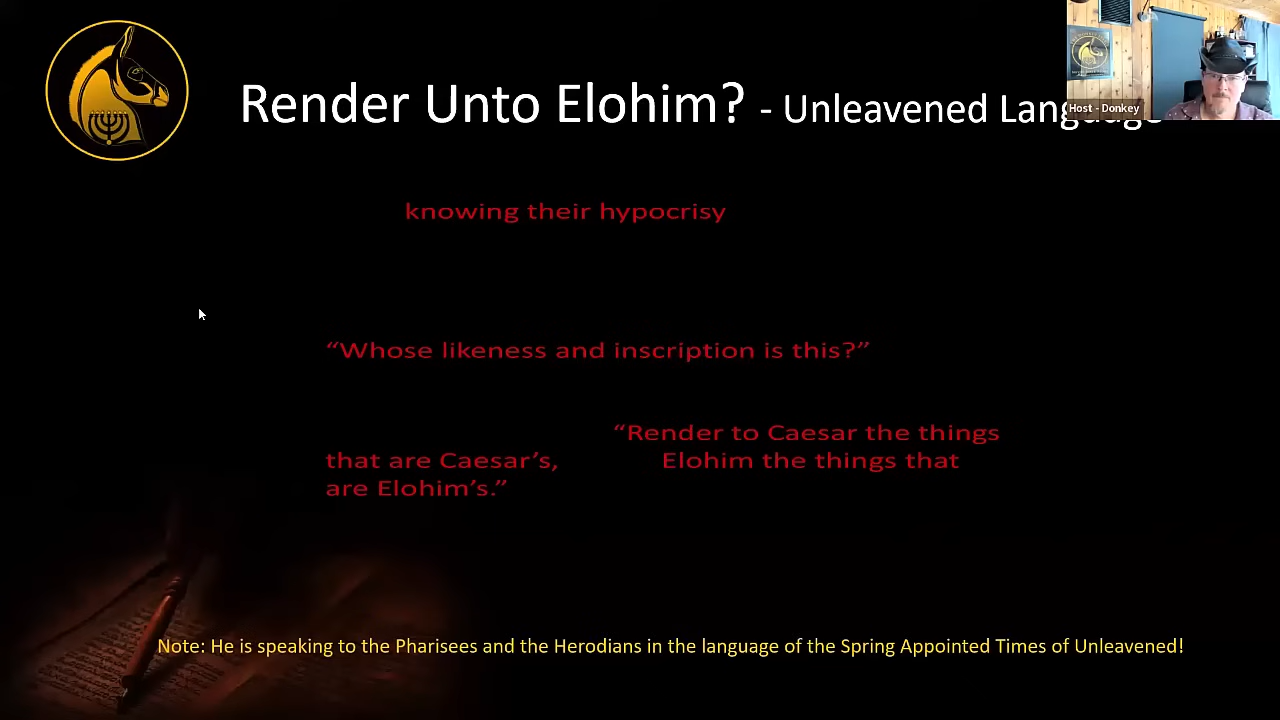 Render Unto Elohim? - Unleavened Language
Host - Donkey
knowing their hypocrisy
“Whose likeness and inscription is this?”
“Render to Caesar the things
that are Caesar’s, Elohim the things that
are Elohim’s.”
Note: He is speaking to the Pharisees and the Herodians in the language of the Spring Appointed Times of Unleavened!